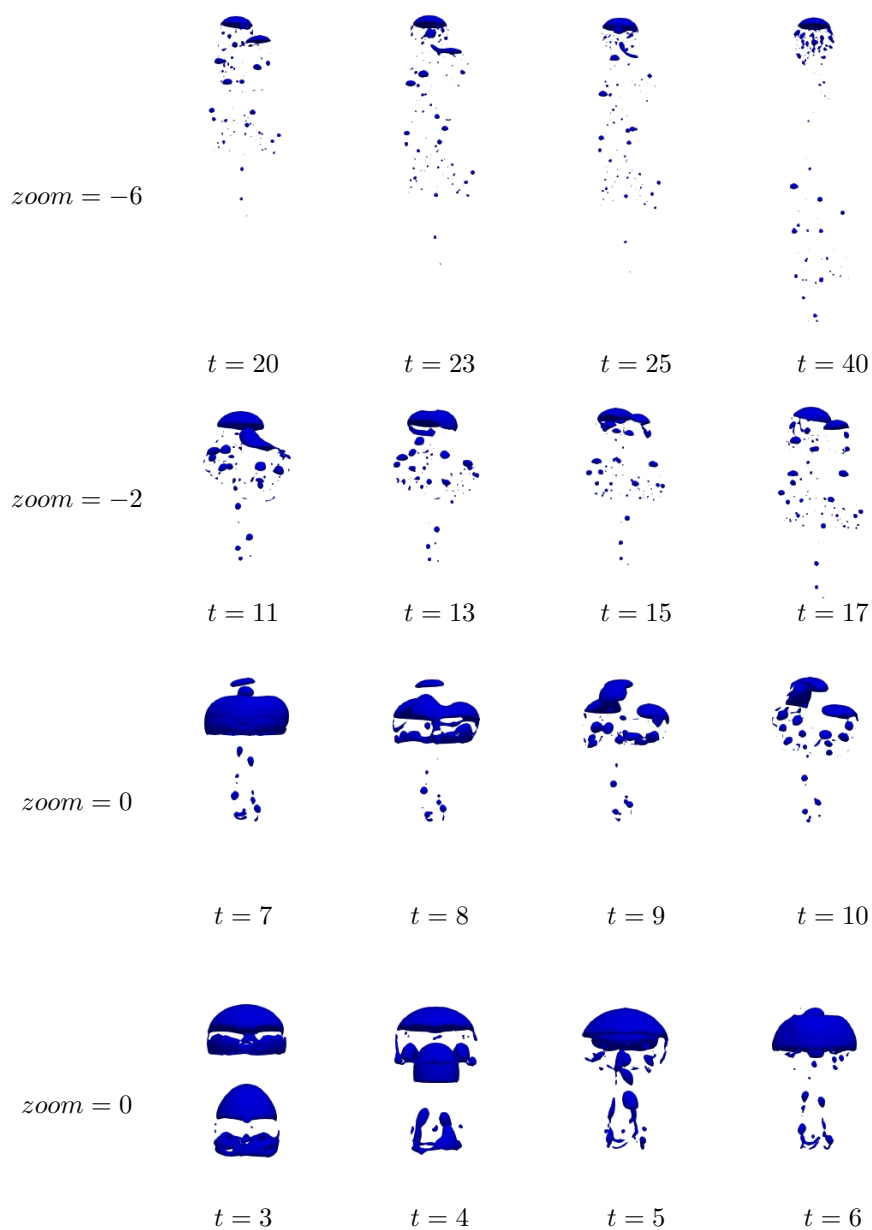 zoom = −6
t = 20 t = 23 t = 25 t = 40
zoom = −2
t = 11 t = 13 t = 15 t = 17
zoom = 0
t = 7 t = 8 t = 9 t = 10
zoom = 0
t = 3 t = 4 t = 5 t = 6